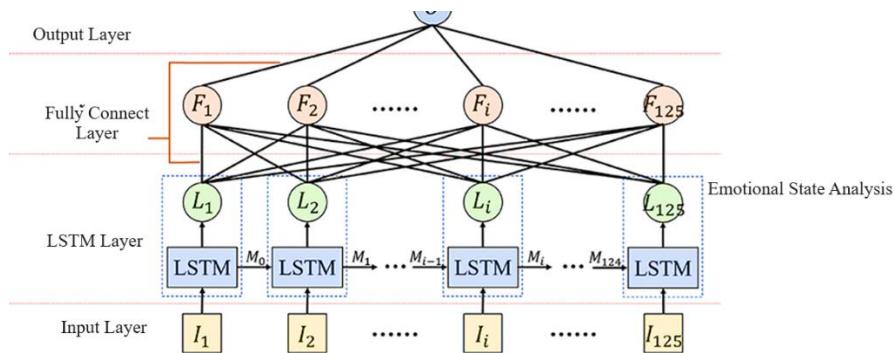 Output Layer
Fully Connect
Layer
F₁ F₂ ...... Fᵢ ...... F₁₂₅
L₁ L₂ Lᵢ L₁₂₅
Emotional State Analysis
LSTM Layer
LSTM M₀ LSTM M₁ ... Mᵢ₋₁ LSTM Mᵢ ... M₁₂₄ LSTM
Input Layer
I₁ I₂ ...... Iᵢ ...... I₁₂₅